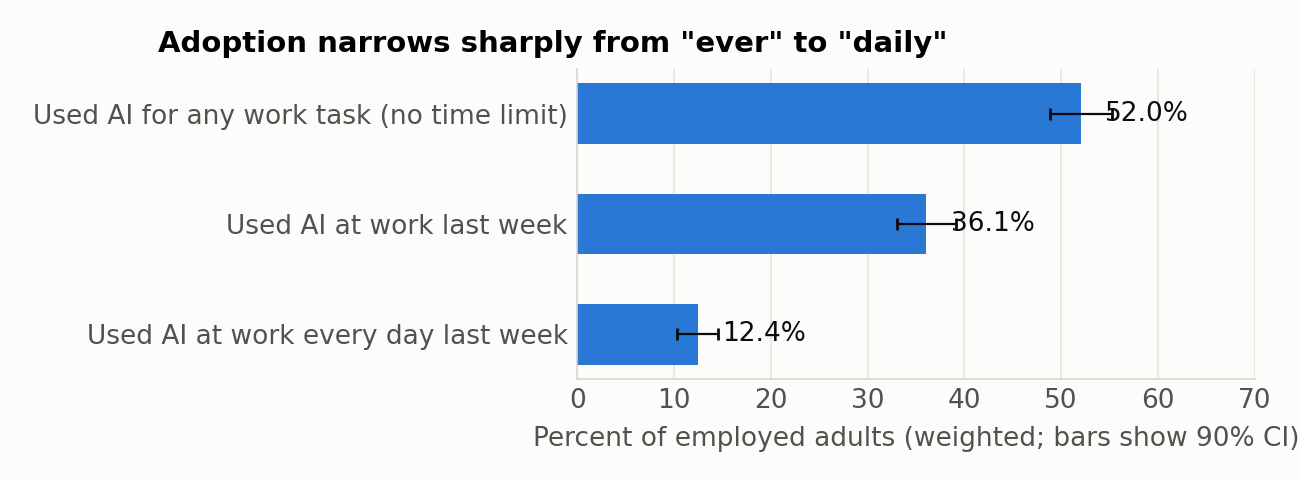 Adoption narrows sharply from "ever" to "daily"
Used AI for any work task (no time limit)
52.0%
Used AI at work last week
36.1%
Used AI at work every day last week
12.4%
0 10 20 30 40 50 60 70
Percent of employed adults (weighted; bars show 90% CI)